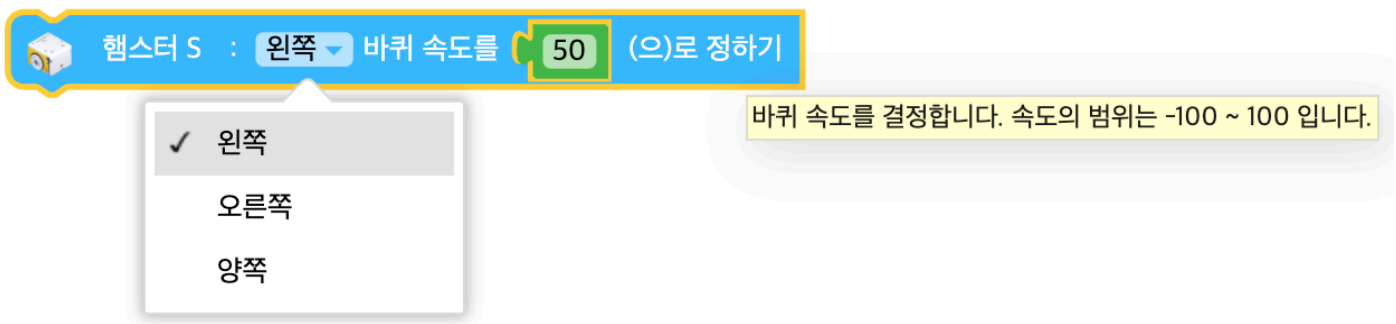 햄스터 S : 왼쪽 바퀴 속도를 50 (으)로 정하기
바퀴 속도를 결정합니다. 속도의 범위는 -100 ~ 100 입니다.
✓ 왼쪽
오른쪽
양쪽